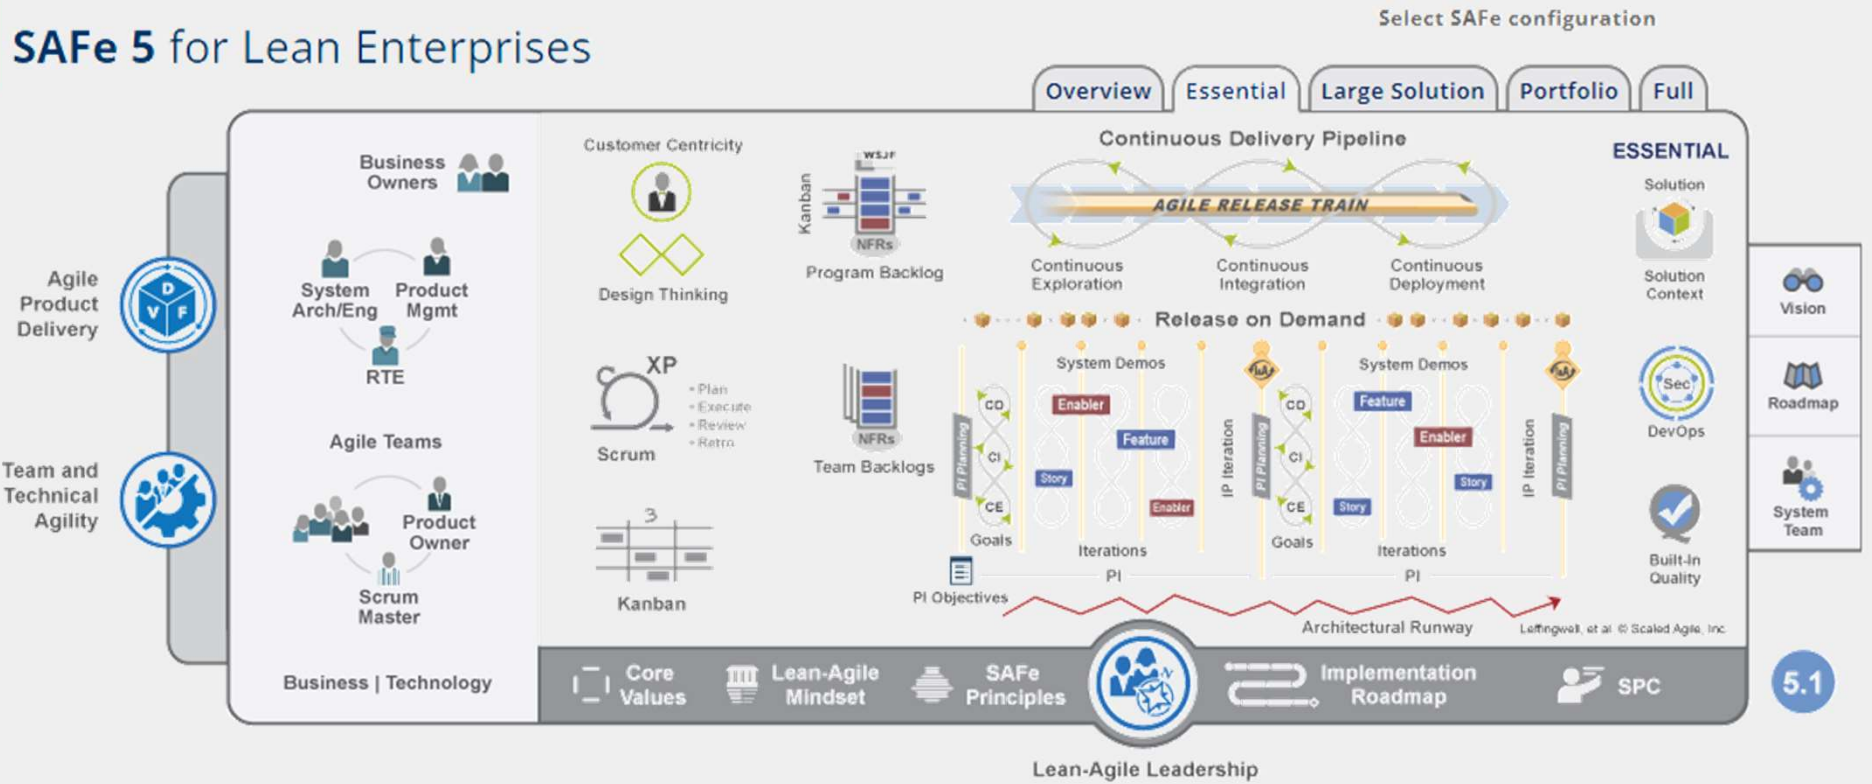 Select SAFe configuration
SAFe 5 for Lean Enterprises
Overview
Essential
Large Solution
Portfolio
Full
Agile
Product
Delivery
D
V F
Team and
Technical
Agility
Business
Owners
System
Arch/Eng
Product
Mgmt
RTE
Agile Teams
Product
Owner
Scrum
Master
Business | Technology
Customer Centricity
Design Thinking
XP
• Plan
• Execute
• Review
• Retro
Scrum
3
Kanban
Kanban
WSJF
NFRs
Program Backlog
NFRs
Team Backlogs
Continuous Delivery Pipeline
AGILE RELEASE TRAIN
Continuous
Exploration
Continuous
Integration
Continuous
Deployment
Release on Demand
System Demos
PI Planning
CD
CI
CE
Goals
Enabler
Feature
Story
Enabler
Iterations
IP Iteration
I&A
PI Planning
System Demos
CD
CI
CE
Goals
Feature
Enabler
Story
Story
Iterations
IP Iteration
I&A
PI Planning
PI
PI
PI Objectives
Architectural Runway
Leffingwell, et al. © Scaled Agile, Inc.
ESSENTIAL
Solution
Solution
Context
Sec
DevOps
Built-In
Quality
Vision
Roadmap
System
Team
Core
Values
Lean-Agile
Mindset
SAFe
Principles
N
Implementation
Roadmap
SPC
5.1
Lean-Agile Leadership